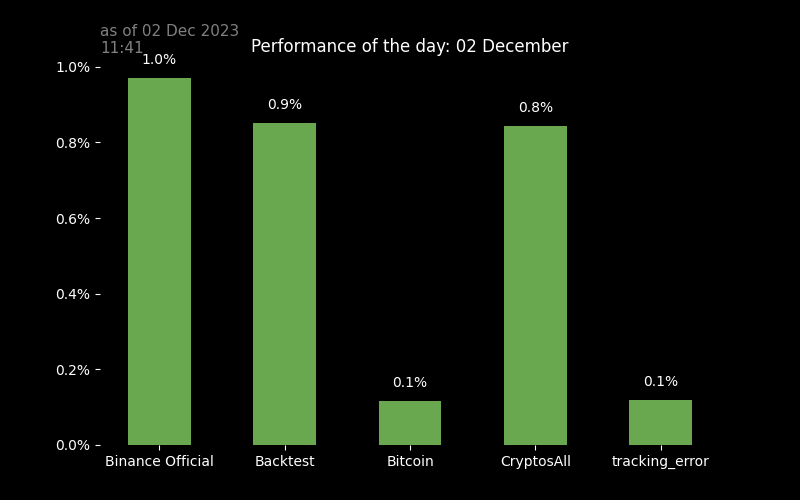 as of 02 Dec 2023
11:41
Performance of the day: 02 December
1.0%
0.8%
0.6%
0.4%
0.2%
0.0%
1.0%
0.9%
0.1%
0.8%
0.1%
Binance Official
Backtest
Bitcoin
CryptosAll
tracking_error